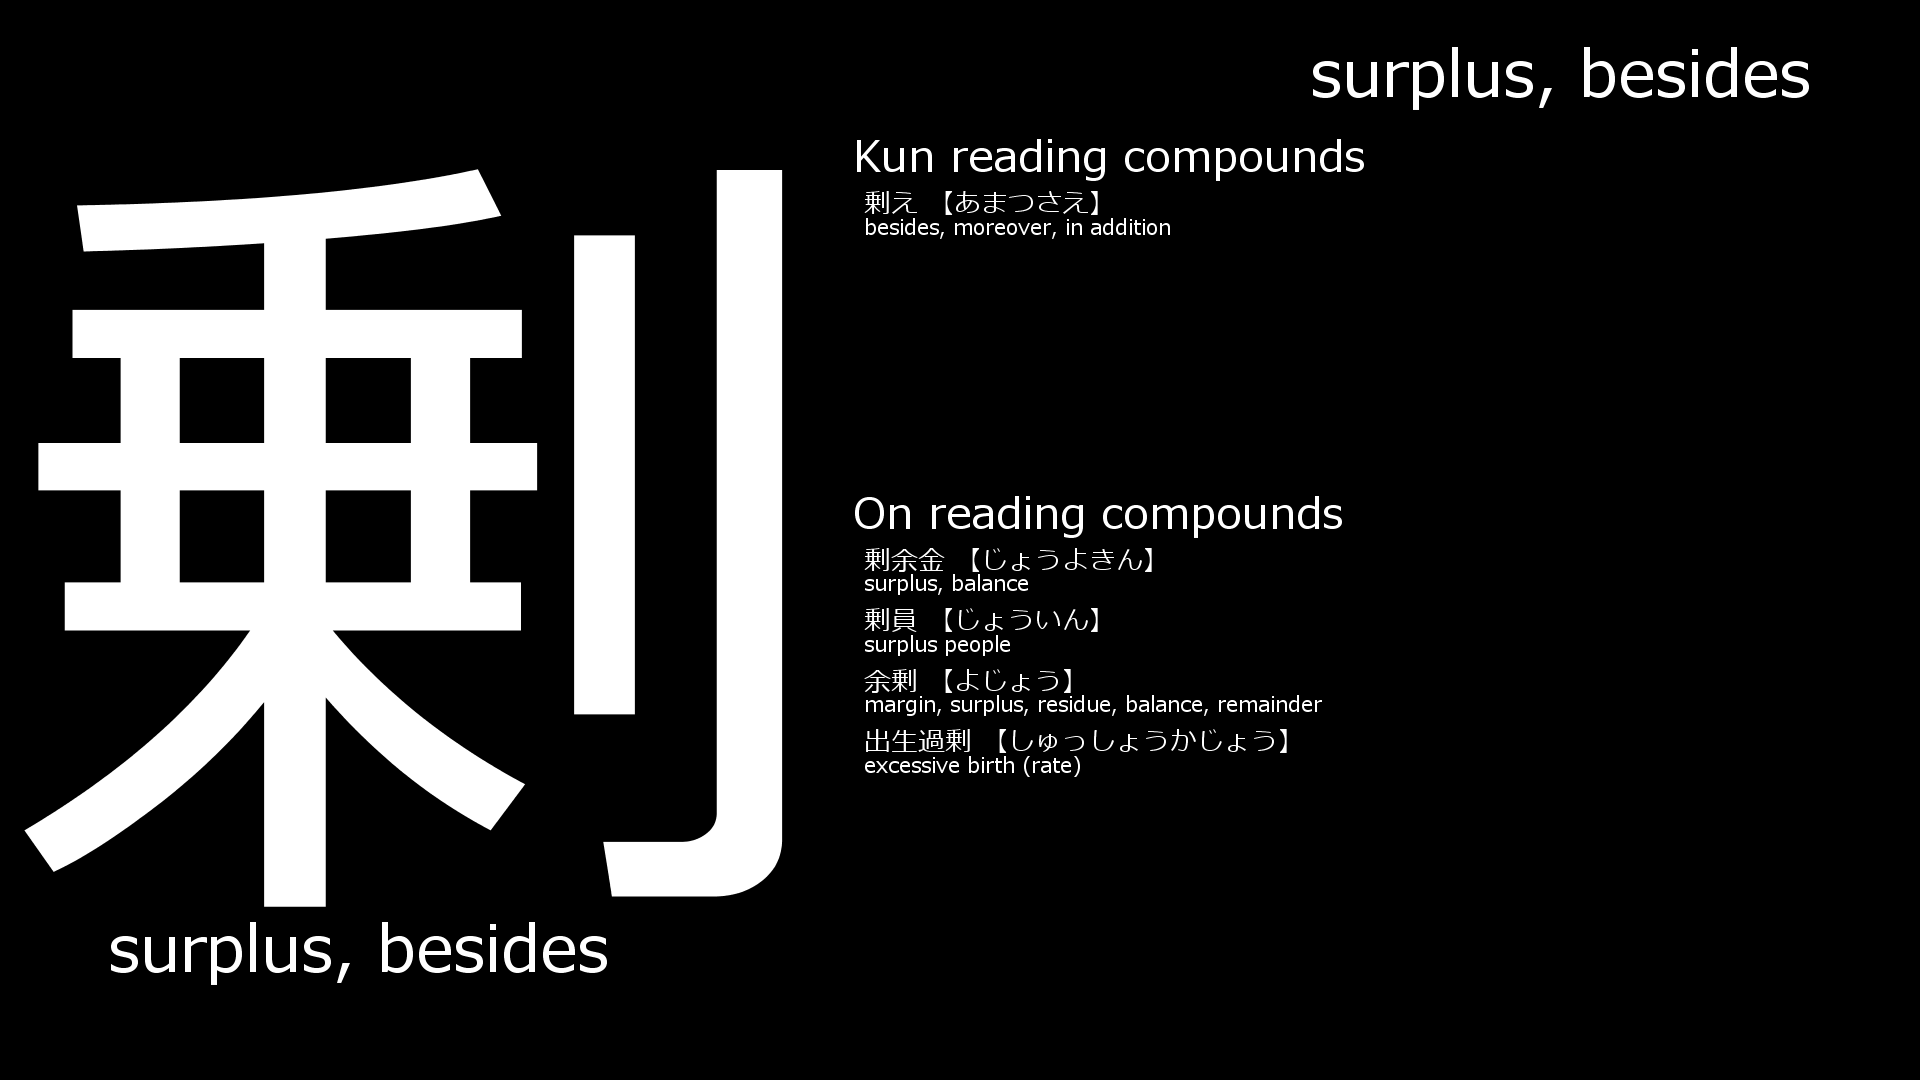 surplus, besides
剰
surplus, besides
Kun reading compounds
剰え 【あまつさえ】
besides, moreover, in addition
On reading compounds
剰余金 【じょうよきん】
surplus, balance
剰員 【じょういん】
surplus people
余剰 【よじょう】
margin, surplus, residue, balance, remainder
出生過剰 【しゅっしょうかじょう】
excessive birth (rate)